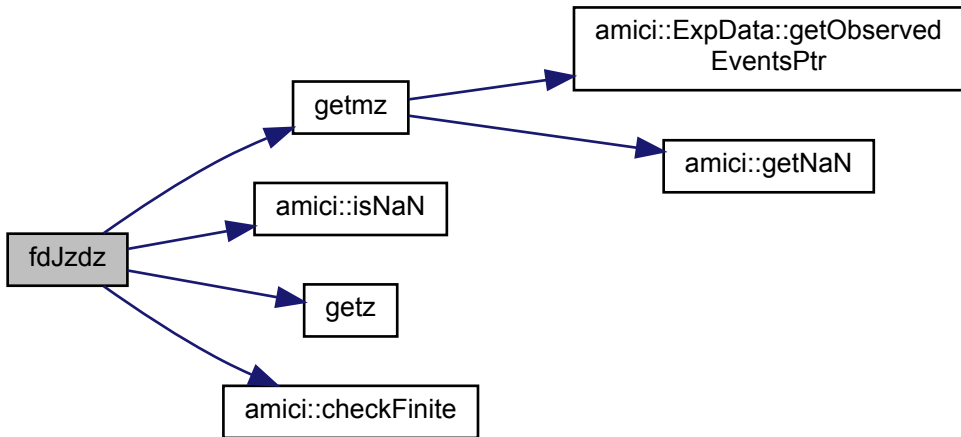 amici::ExpData::getObserved
EventsPtr
getmz
amici::getNaN
amici::isNaN
fdJzdz
getz
amici::checkFinite